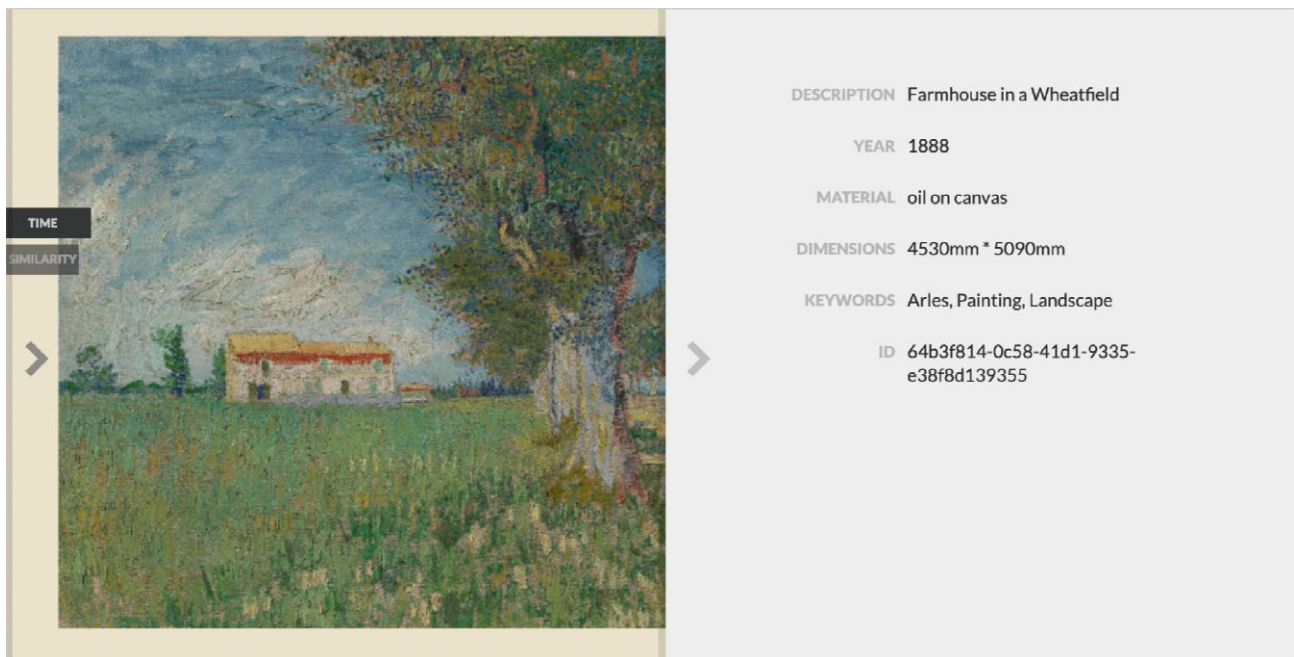 TIME
SIMILARITY
DESCRIPTION Farmhouse in a Wheatfield
YEAR 1888
MATERIAL oil on canvas
DIMENSIONS 4530mm * 5090mm
KEYWORDS Arles, Painting, Landscape
ID 64b3f814-0c58-41d1-9335-
e38f8d139355